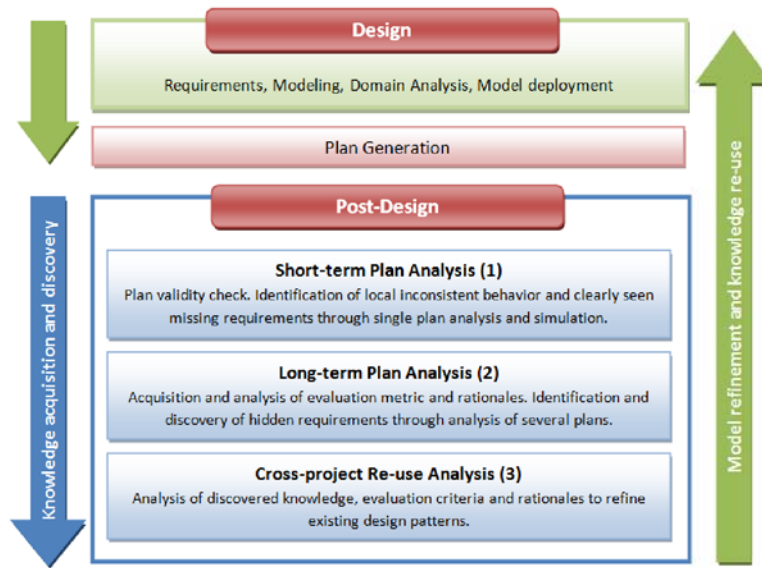 Design
Requirements, Modeling, Domain Analysis, Model deployment
Plan Generation
Post-Design
Short-term Plan Analysis (1)
Plan validity check. Identification of local inconsistent behavior and clearly seen
missing requirements through single plan analysis and simulation.
Long-term Plan Analysis (2)
Acquisition and analysis of evaluation metric and rationales. Identification and
discovery of hidden requirements through analysis of several plans.
Cross-project Re-use Analysis (3)
Analysis of discovered knowledge, evaluation criteria and rationales to refine
existing design patterns.
Knowledge acquisition and discovery
Model refinement and knowledge re-use